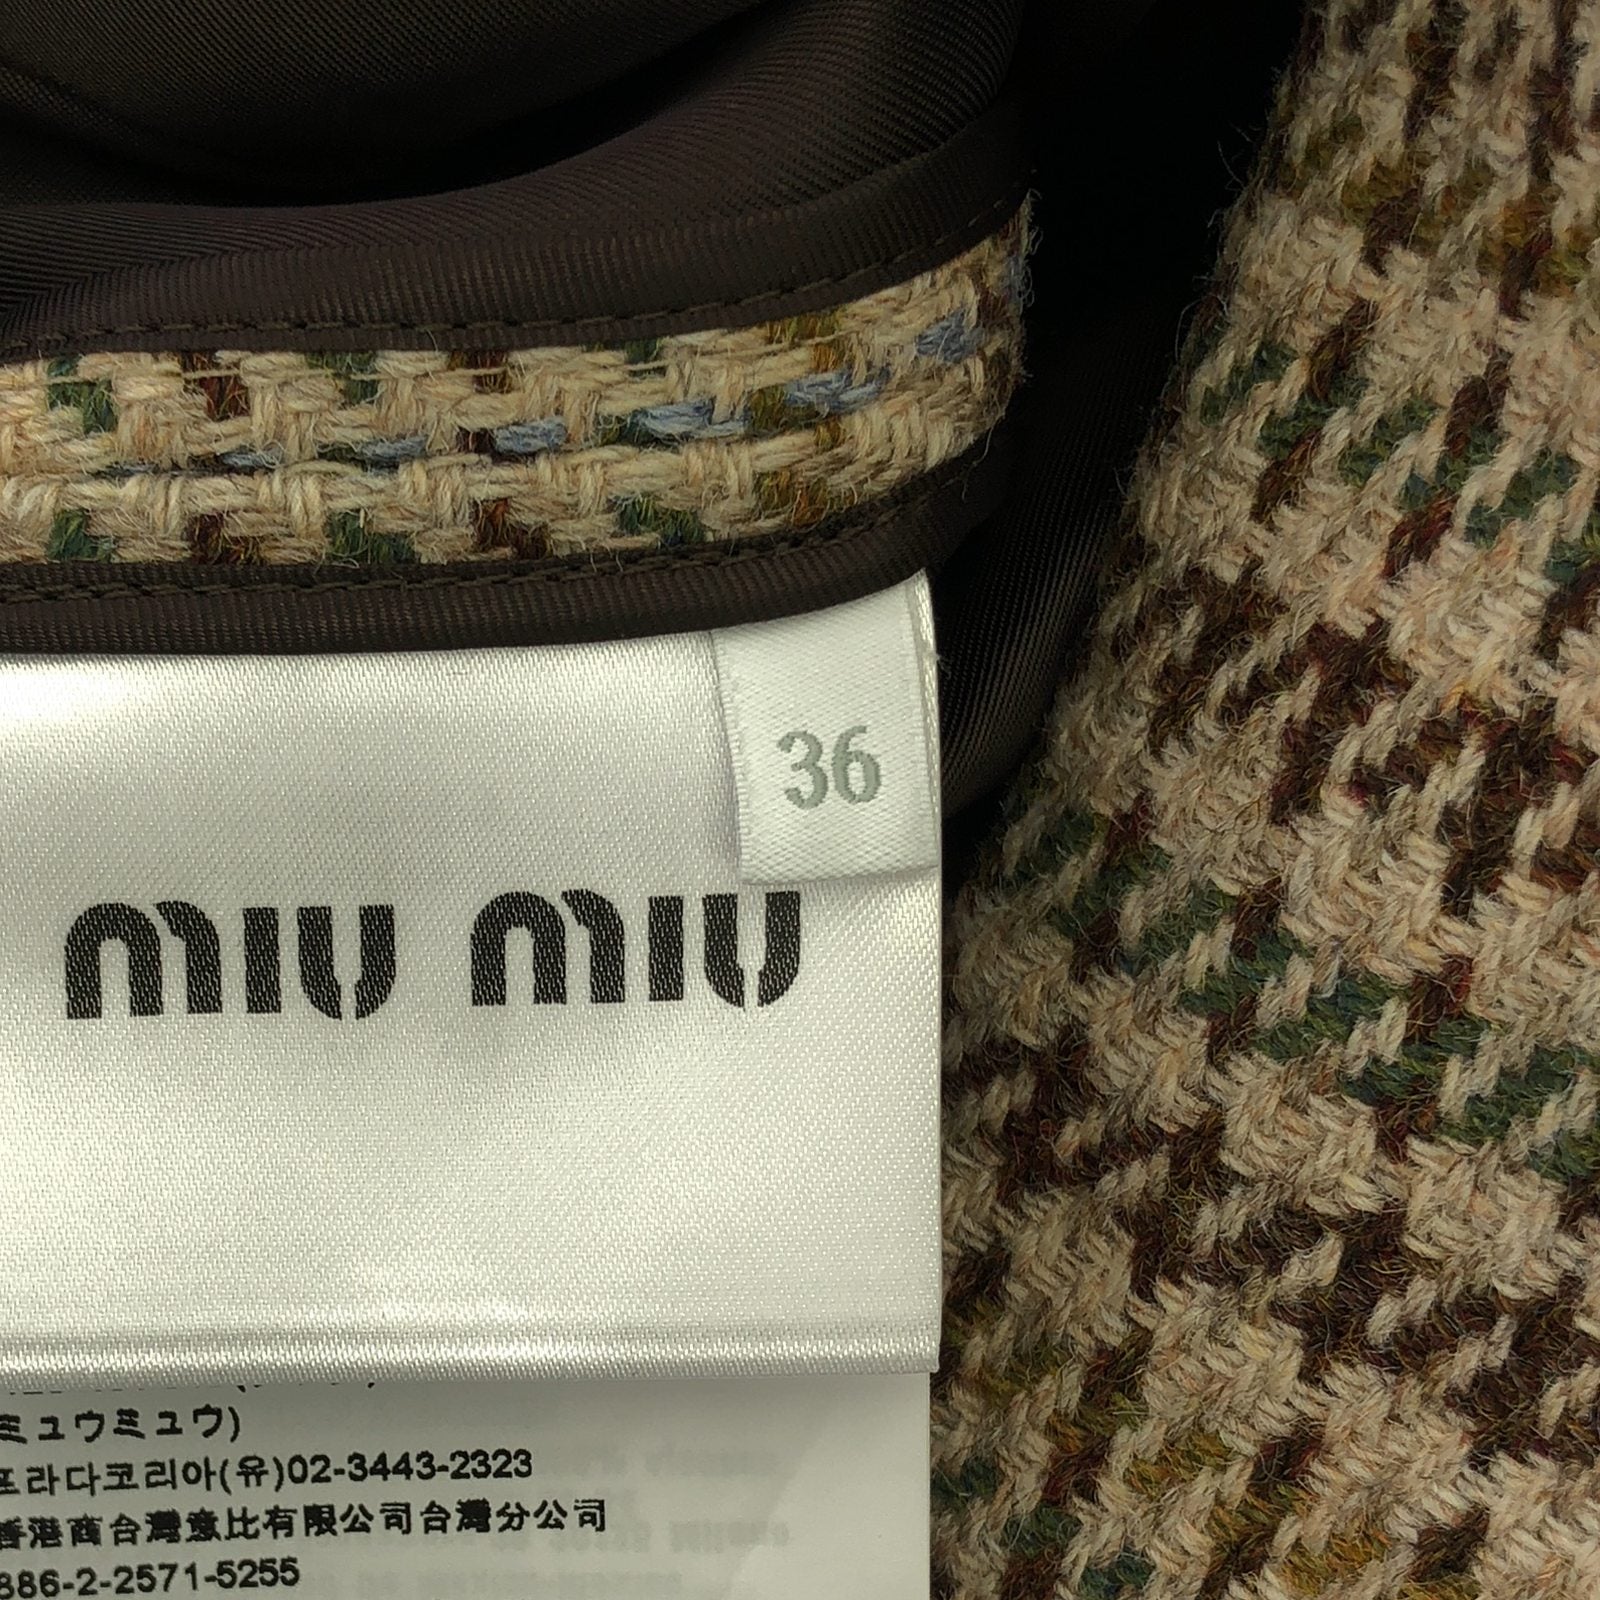 36
miu miu
ミュウミュウ)
프라다코리아(유)02-3443-2323
香港商台灣意比有限公司台灣分公司
886-2-2571-5255